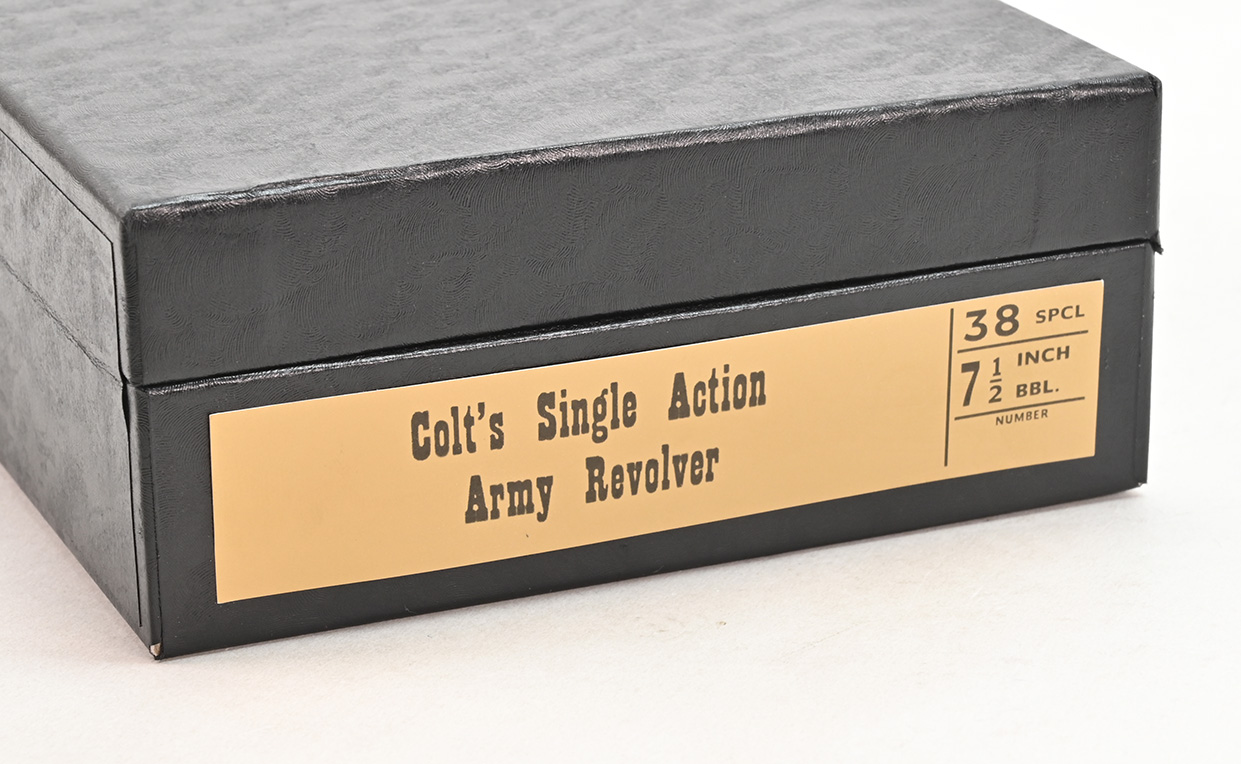 Colt's Single Action
Army Revolver
38 SPCL
7 1/2 INCH
BBL.
NUMBER